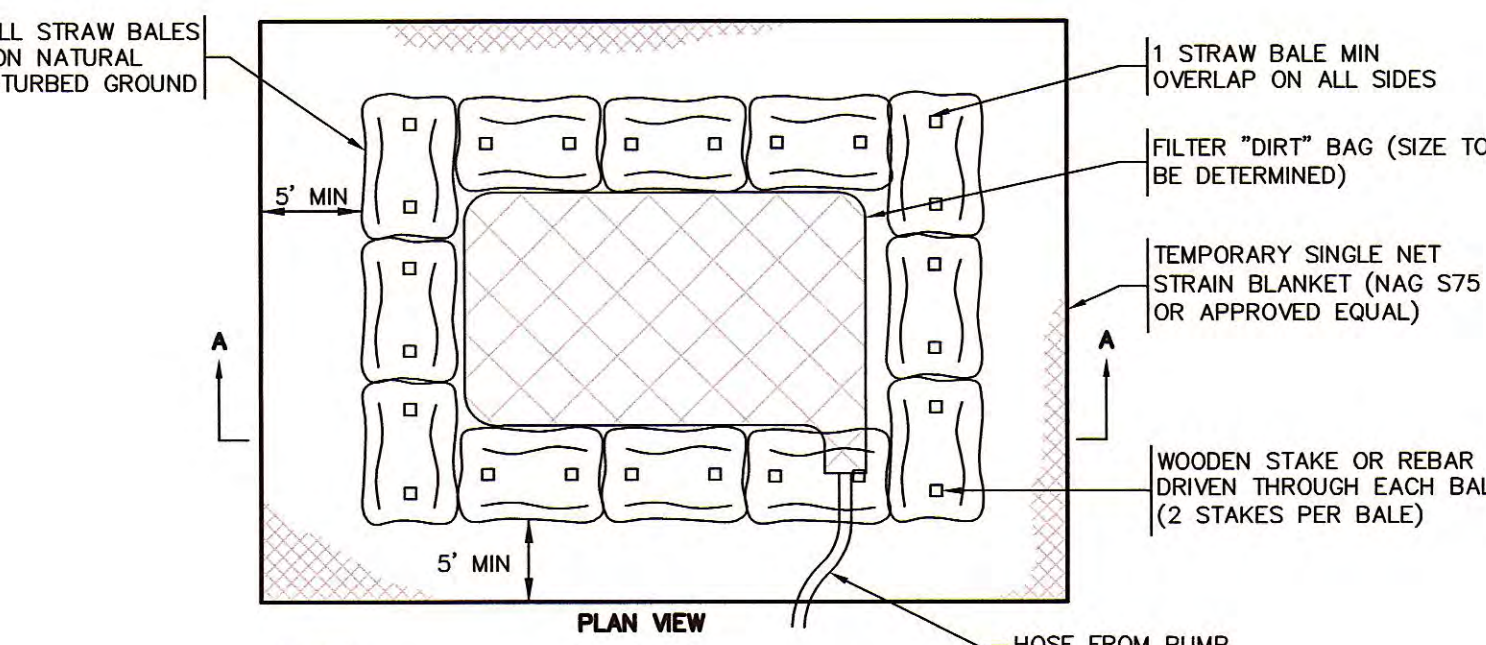 LL STRAW BALES
ON NATURAL
TURBED GROUND
5' MIN
A
1 STRAW BALE MIN
OVERLAP ON ALL SIDES
FILTER "DIRT" BAG (SIZE TO
BE DETERMINED)
TEMPORARY SINGLE NET
STRAIN BLANKET (NAG S75
OR APPROVED EQUAL)
A
WOODEN STAKE OR REBAR
DRIVEN THROUGH EACH BAL
(2 STAKES PER BALE)
5' MIN
PLAN VIEW
HOSE FROM PUMP